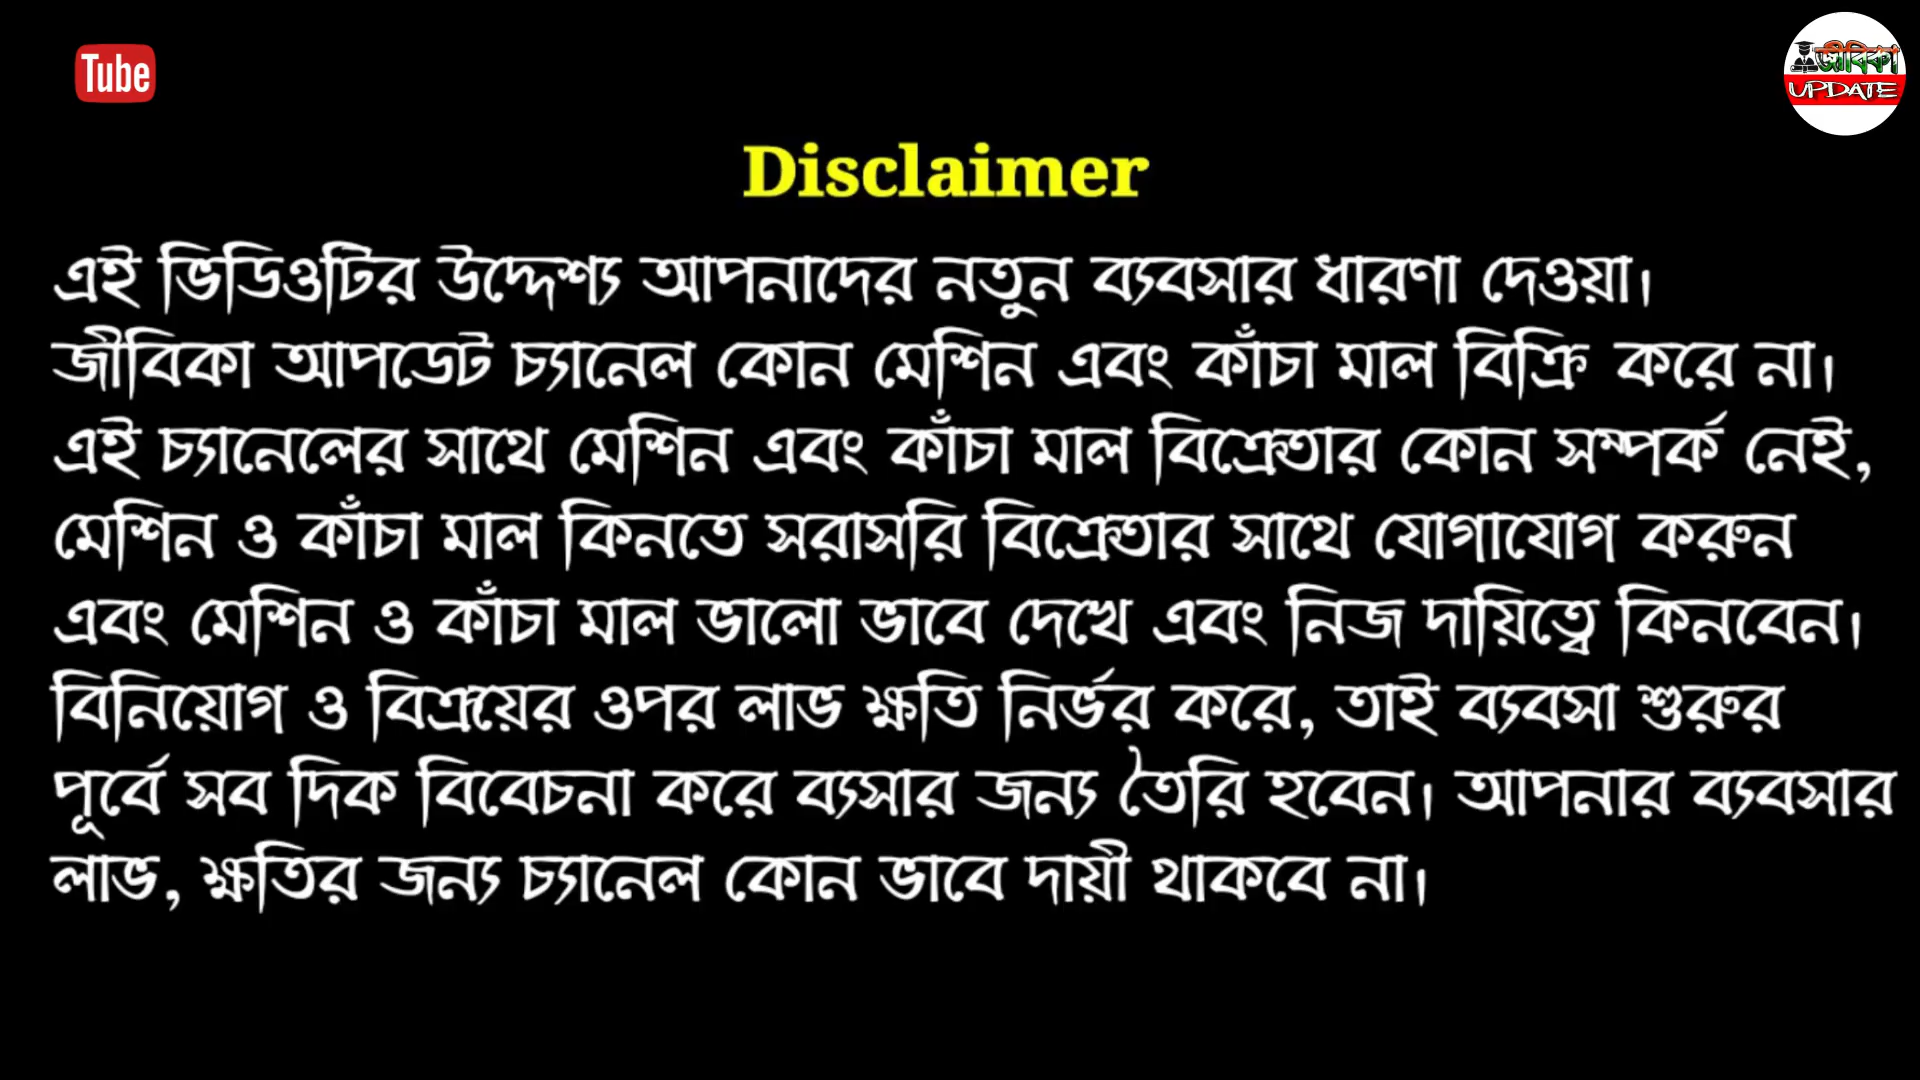 Tube
জীবিকা
UPDATE
Disclaimer
এই ভিডিওটির উদ্দেশ্য আপনাদের নতুন ব্যবসার ধারণা দেওয়া।
জীবিকা আপডেট চ্যানেল কোন মেশিন এবং কাঁচা মাল বিক্রি করে না।
এই চ্যানেলের সাথে মেশিন এবং কাঁচা মাল বিক্রেতার কোন সম্পর্ক নেই,
মেশিন ও কাঁচা মাল কিনতে সরাসরি বিক্রেতার সাথে যোগাযোগ করুন
এবং মেশিন ও কাঁচা মাল ভালো ভাবে দেখে এবং নিজ দায়িত্বে কিনবেন।
বিনিয়োগ ও বিক্রয়ের ওপর লাভ ক্ষতি নির্ভর করে, তাই ব্যবসা শুরুর
পূর্বে সব দিক বিবেচনা করে ব্যসার জন্য তৈরি হবেন। আপনার ব্যবসার
লাভ, ক্ষতির জন্য চ্যানেল কোন ভাবে দায়ী থাকবে না।